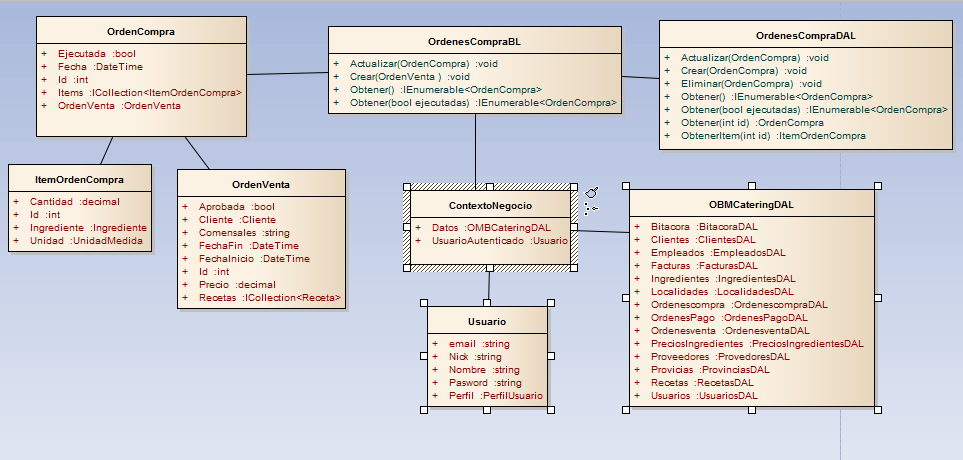 OrdenCompra
+ Ejecutada :bool
+ Fecha :DateTime
+ Id :int
+ Items :ICollection<ItemOrdenCompra>
+ OrdenVenta :OrdenVenta
OrdenesCompraBL
+ Actualizar(OrdenCompra) :void
+ Crear(OrdenVenta ) :void
+ Obtener() :IEnumerable<OrdenCompra>
+ Obtener(bool ejecutadas) :IEnumerable<OrdenCompra>
OrdenesCompraDAL
+ Actualizar(OrdenCompra) :void
+ Crear(OrdenCompra) :void
+ Eliminar(OrdenCompra) :void
+ Obtener() :IEnumerable<OrdenCompra>
+ Obtener(bool ejecutadas) :IEnumerable<OrdenCompra>
+ Obtener(int id) :OrdenCompra
+ ObtenerItem(int id) :ItemOrdenCompra
ItemOrdenCompra
+ Cantidad :decimal
+ Id :int
+ Ingrediente :Ingrediente
+ Unidad :UnidadMedida
OrdenVenta
+ Aprobada :bool
+ Cliente :Cliente
+ Comensales :string
+ FechaFin :DateTime
+ FechaInicio :DateTime
+ Id :int
+ Precio :decimal
+ Recetas :ICollection<Receta>
ContextoNegocio
+ Datos :OMBCateringDAL
+ UsuarioAutenticado :Usuario
OBMCateringDAL
+ Bitacora :BitacoraDAL
+ Clientes :ClientesDAL
+ Empleados :EmpleadosDAL
+ Facturas :FacturasDAL
+ Ingredientes :IngredientesDAL
+ Localidades :LocalidadesDAL
+ Ordenescompra :OrdenescompraDAL
+ OrdenesPago :OrdenesPagoDAL
+ Ordenesventa :OrdenesventaDAL
+ PreciosIngredientes :PreciosIngredientesDAL
+ Proveedores :ProvedoresDAL
+ Provicias :ProvinciasDAL
+ Recetas :RecetasDAL
+ Usuarios :UsuariosDAL
Usuario
+ email :string
+ Nick :string
+ Nombre :string
+ Pasword :string
+ Perfil :PerfilUsuario